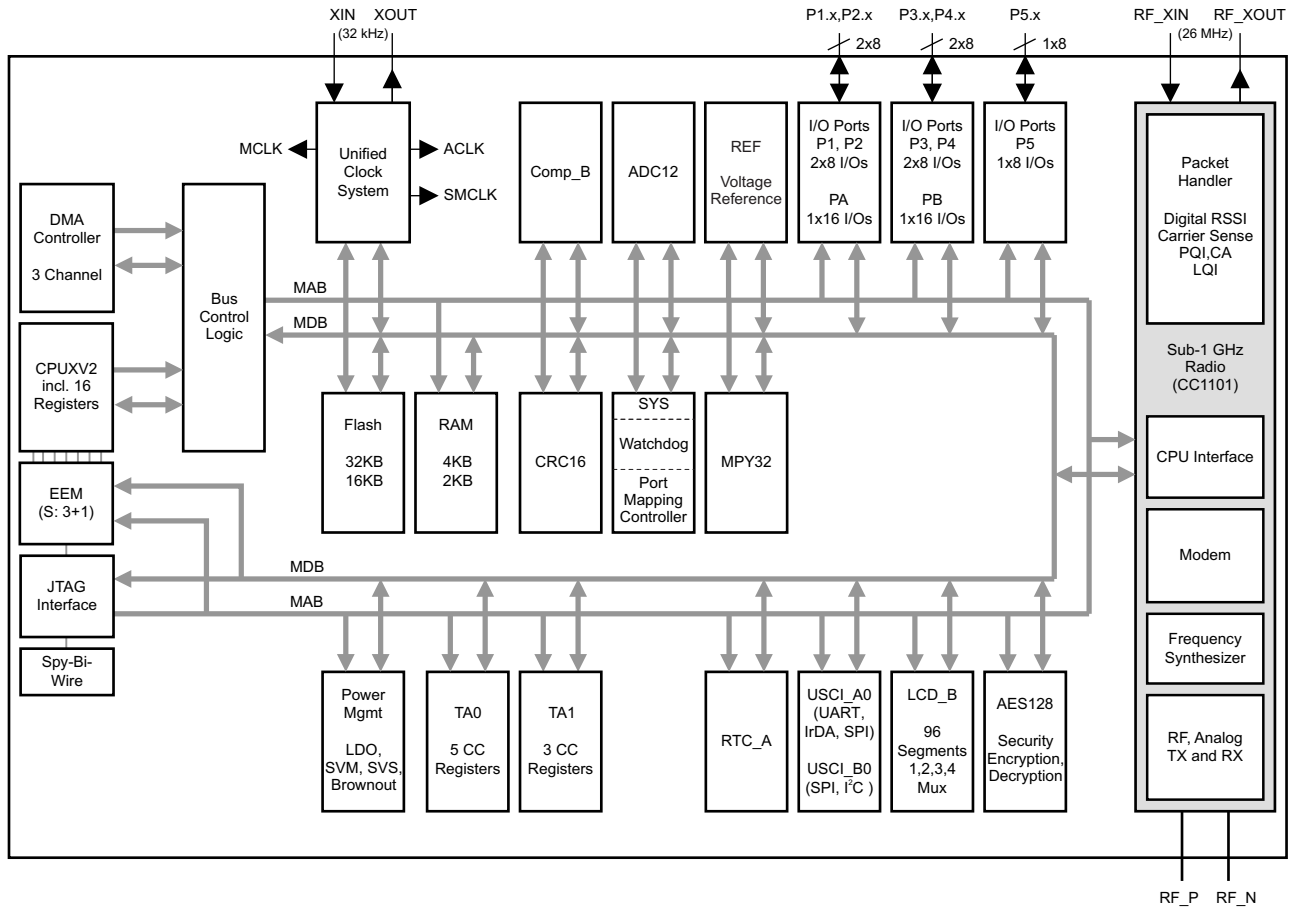 XIN XOUT
(32 kHz)
P1.x,P2.x
2x8
P3.x,P4.x
2x8
P5.x
1x8
RF_XIN RF_XOUT
(26 MHz)
MCLK
Unified
Clock
System
ACLK
SMCLK
Comp_B
ADC12
REF
Voltage
Reference
I/O Ports
P1, P2
2x8 I/Os
PA
1x16 I/Os
I/O Ports
P3, P4
2x8 I/Os
PB
1x16 I/Os
I/O Ports
P5
1x8 I/Os
Packet
Handler
Digital RSSI
Carrier Sense
PQI,CA
LQI
DMA
Controller
3 Channel
Bus
Control
Logic
MAB
MDB
CPUXV2
incl. 16
Registers
Sub-1 GHz
Radio
(CC1101)
Flash
32KB
16KB
RAM
4KB
2KB
CRC16
SYS
Watchdog
Port
Mapping
Controller
MPY32
CPU Interface
EEM
(S: 3+1)
Modem
JTAG
Interface
MDB
MAB
Spy-Bi-
Wire
Frequency
Synthesizer
Power
Mgmt
LDO,
SVM, SVS,
Brownout
TA0
5 CC
Registers
TA1
3 CC
Registers
RTC_A
USCI_A0
(UART,
IrDA, SPI)
USCI_B0
(SPI, I²C )
LCD_B
96
Segments
1,2,3,4
Mux
AES128
Security
Encryption,
Decryption
RF, Analog
TX and RX
RF_P RF_N